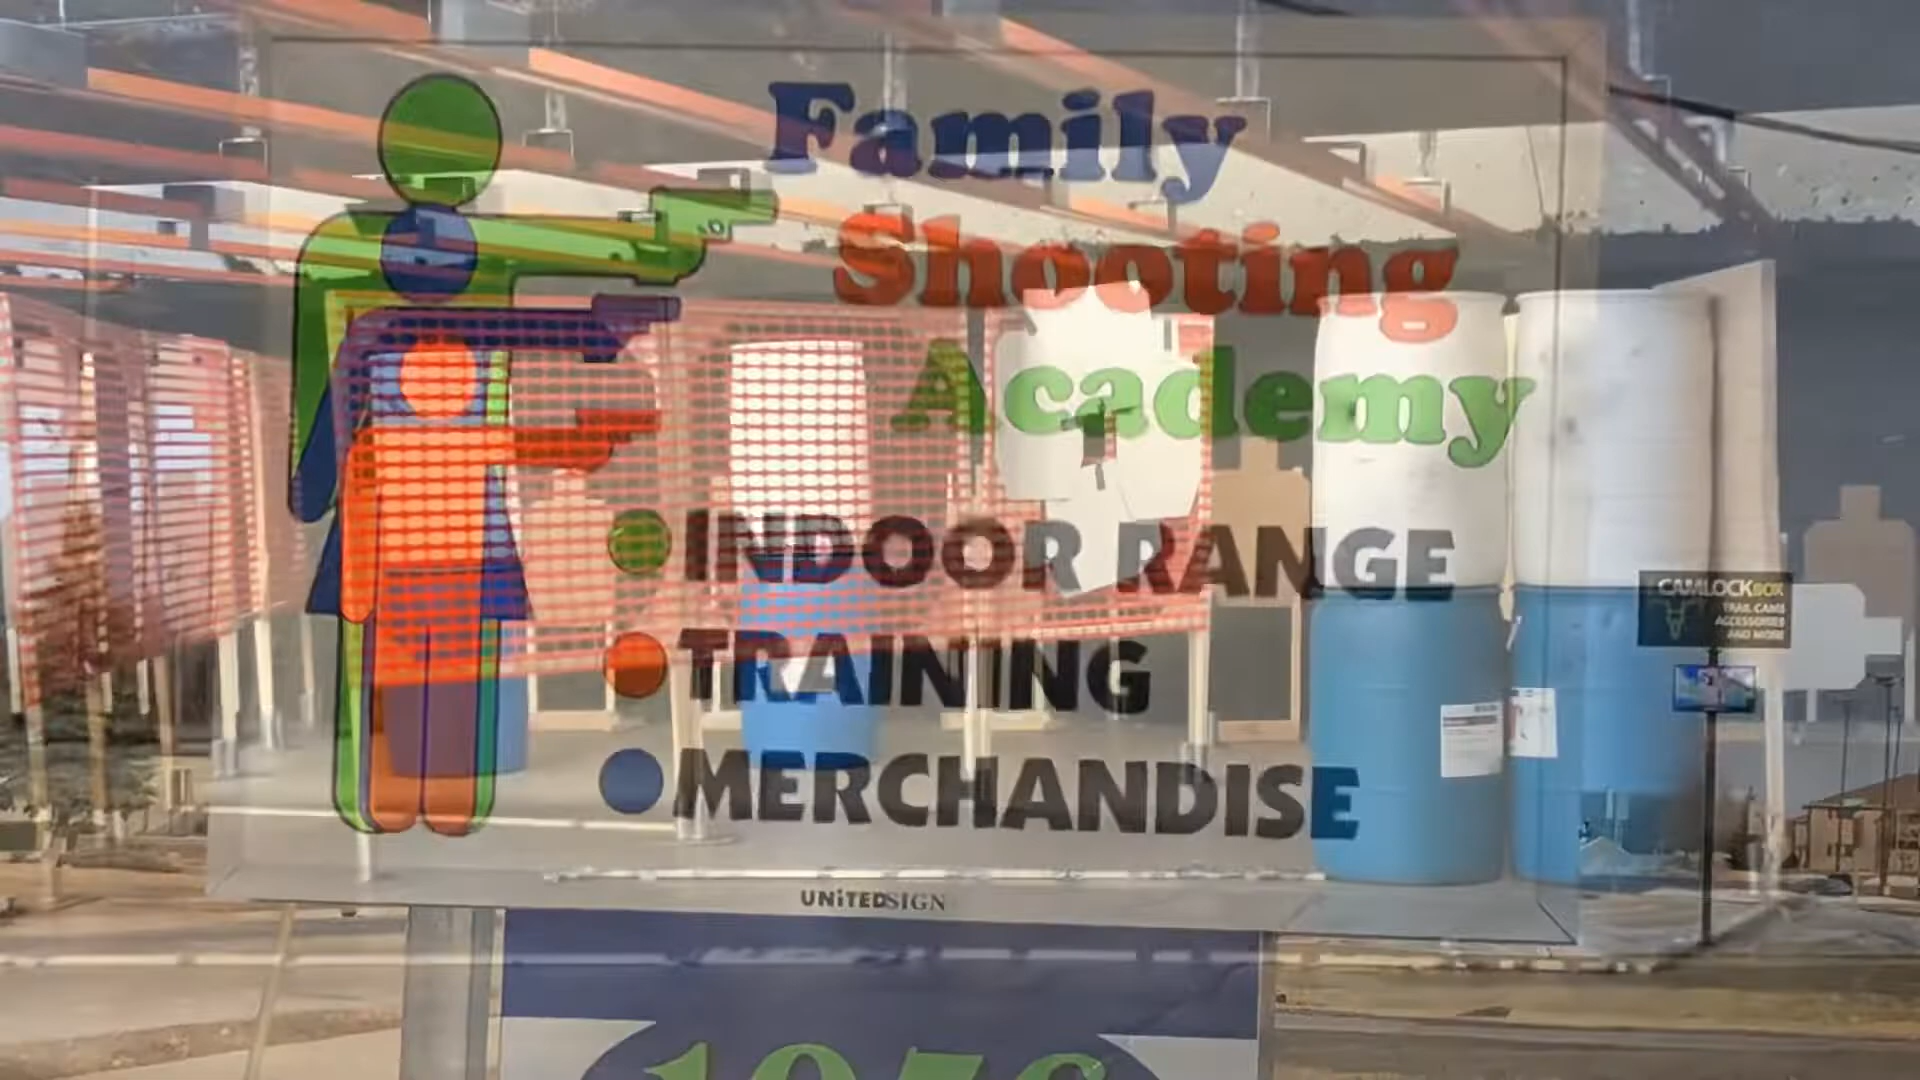 Family
Shooting
Academy
INDOOR RANGE
TRAINING
MERCHANDISE
UNiTEDSIGN
CAMLOCKBOX
TRAIL CAMS
ACCESSORIES
AND MORE